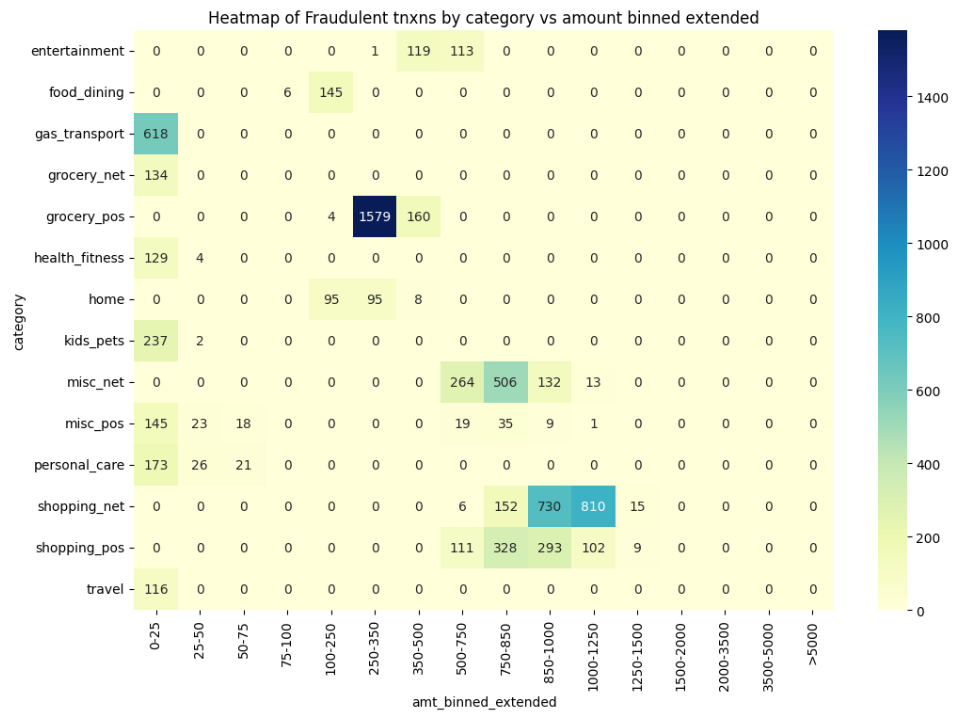 Heatmap of Fraudulent tnxns by category vs amount binned extended
entertainment 0 0 0 0 0 1 119 113 0 0 0 0 0 0 0 0
food_dining 0 0 0 6 145 0 0 0 0 0 0 0 0 0 0 0
gas_transport 618 0 0 0 0 0 0 0 0 0 0 0 0 0 0 0
grocery_net 134 0 0 0 0 0 0 0 0 0 0 0 0 0 0 0
grocery_pos 0 0 0 0 4 1579 160 0 0 0 0 0 0 0 0 0
health_fitness 129 4 0 0 0 0 0 0 0 0 0 0 0 0 0 0
home 0 0 0 0 95 95 8 0 0 0 0 0 0 0 0 0
kids_pets 237 2 0 0 0 0 0 0 0 0 0 0 0 0 0 0
misc_net 0 0 0 0 0 0 0 264 506 132 13 0 0 0 0 0
misc_pos 145 23 18 0 0 0 0 19 35 9 1 0 0 0 0 0
personal_care 173 26 21 0 0 0 0 0 0 0 0 0 0 0 0 0
shopping_net 0 0 0 0 0 0 0 6 152 730 810 15 0 0 0 0
shopping_pos 0 0 0 0 0 0 0 111 328 293 102 9 0 0 0 0
travel 116 0 0 0 0 0 0 0 0 0 0 0 0 0 0 0
category
0-25 25-50 50-75 75-100 100-250 250-350 350-500 500-750 750-850 850-1000 1000-1250 1250-1500 1500-2000 2000-3500 3500-5000 >5000
amt_binned_extended
1400
1200
1000
800
600
400
200
0